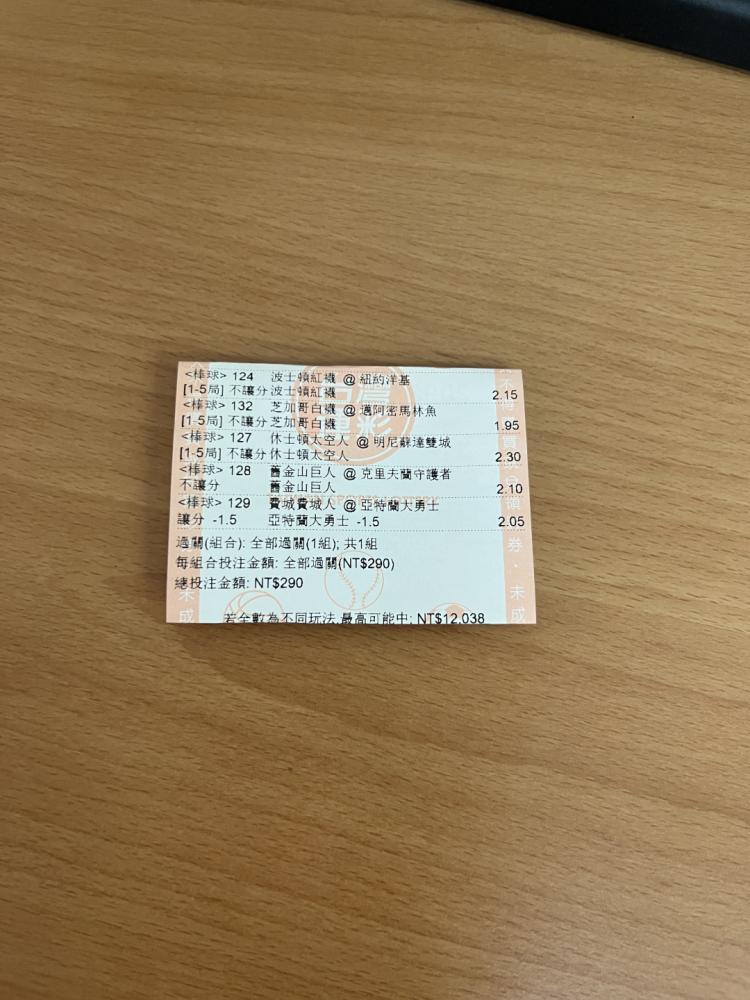 <棒球> 124 波士頓紅襪 @ 紐約洋基
[1-5局] 不讓分 波士頓紅襪 2.15
<棒球> 132 芝加哥白襪 @ 邁阿密馬林魚
[1-5局] 不讓分 芝加哥白襪 1.95
<棒球> 127 休士頓太空人 @ 明尼蘇達雙城
[1-5局] 不讓分 休士頓太空人 2.30
<棒球> 128 舊金山巨人 @ 克里夫蘭守護者
不讓分 舊金山巨人 2.10
<棒球> 129 費城費城人 @ 亞特蘭大勇士
讓分 -1.5 亞特蘭大勇士 -1.5 2.05
過關(組合): 全部過關(1組); 共1組
每組合投注金額: 全部過關(NT$290)
總投注金額: NT$290
若全數為不同玩法,最高可能中: NT$12,038
未成
券、未成